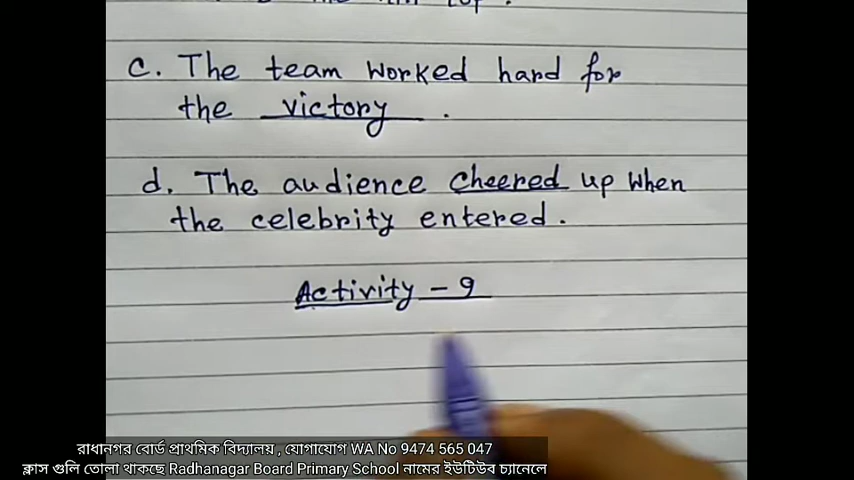 c. The team worked hard for
the victory.
d. The audience cheered up when
the celebrity entered.
Activity - 9
রাধানগর বোর্ড প্রাথমিক বিদ্যালয় , যোগাযোগ WA No 9474 565 047
ক্লাস গুলি তোলা থাকছে Radhanagar Board Primary School নামের ইউটিউব চ্যানেলে